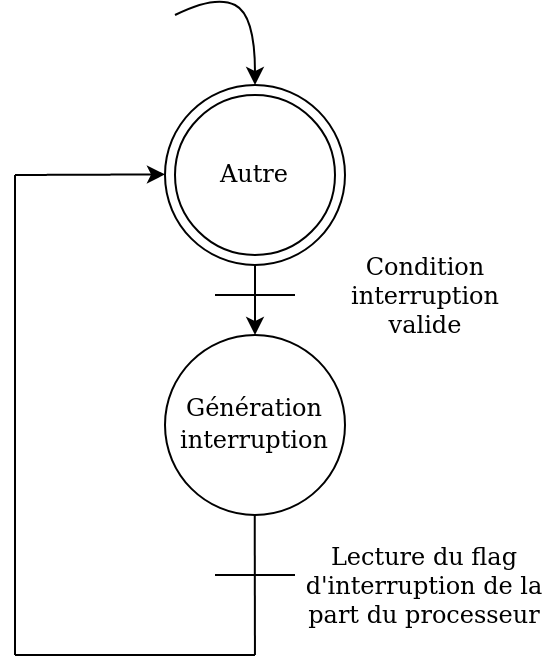 Autre
Condition
interruption
valide
Génération
interruption
Lecture du flag
d'interruption de la
part du processeur